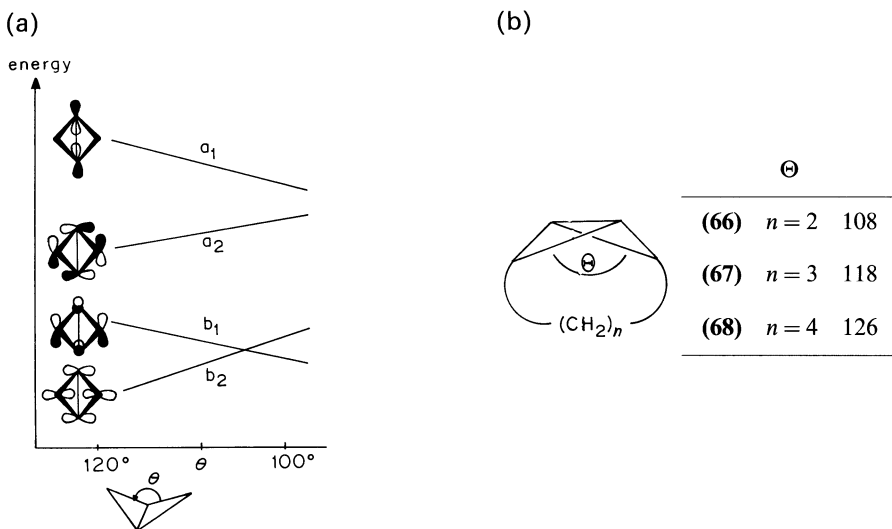 (a)
energy
a1
a2
b1
b2
120° θ 100°
θ
(b)
Θ
(66) n = 2 108
(67) n = 3 118
(68) n = 4 126
Θ
(CH2)n